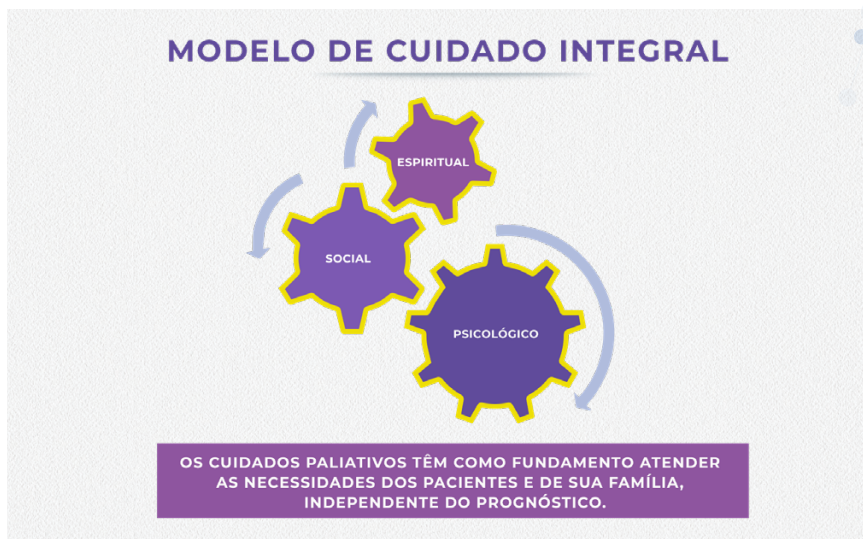 MODELO DE CUIDADO INTEGRAL
ESPIRITUAL
SOCIAL
PSICOLÓGICO
OS CUIDADOS PALIATIVOS TÊM COMO FUNDAMENTO ATENDER
AS NECESSIDADES DOS PACIENTES E DE SUA FAMÍLIA,
INDEPENDENTE DO PROGNÓSTICO.